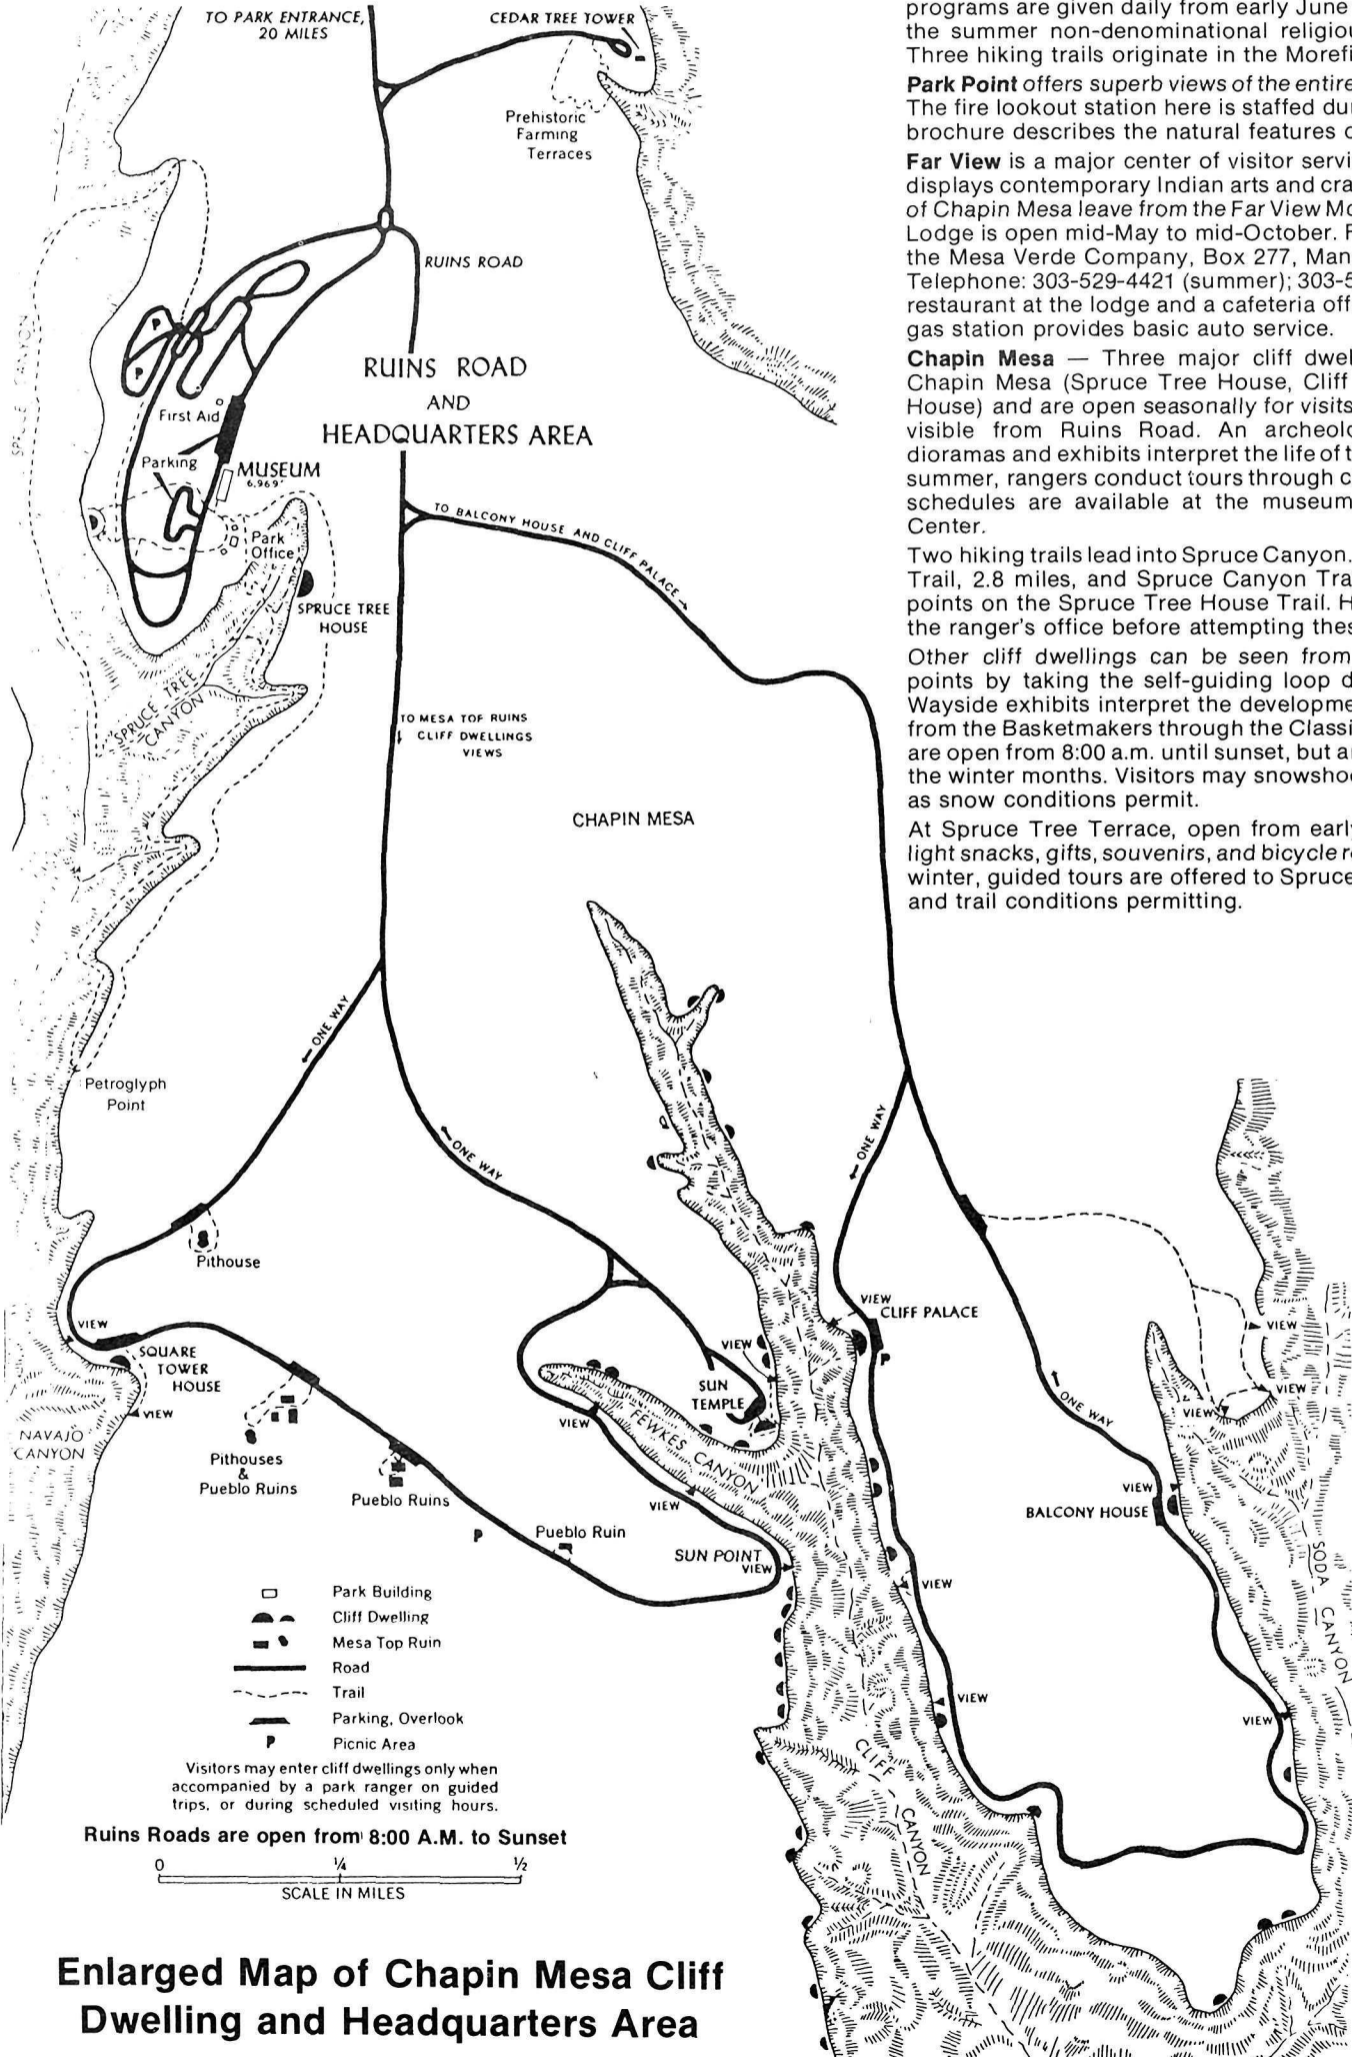 TO PARK ENTRANCE,
20 MILES
CEDAR TREE TOWER
Prehistoric
Farming
Terraces
RUINS ROAD
SPRUCE CANYON
P
P
RUINS ROAD
AND
HEADQUARTERS AREA
First Aid
Parking
MUSEUM
6,969'
Park
Office
TO BALCONY HOUSE AND CLIFF PALACE →
SPRUCE TREE
HOUSE
SPRUCE TREE
CANYON
TO MESA TOP RUINS
↓ CLIFF DWELLINGS
VIEWS
CHAPIN MESA
← ONE WAY
Petroglyph
Point
← ONE WAY
← ONE WAY
Pithouse
VIEW
CLIFF PALACE
P
VIEW
SQUARE
TOWER
HOUSE
VIEW
NAVAJO
CANYON
VIEW
SUN
TEMPLE
VIEW
FEWKES CANYON
VIEW
← ONE WAY
VIEW
VIEW
VIEW
Pithouses
&
Pueblo Ruins
Pueblo Ruins
P
Pueblo Ruin
SUN POINT
VIEW
VIEW
BALCONY HOUSE
VIEW
SODA
CANYON
VIEW
VIEW
CLIFF
CANYON
Park Building
Cliff Dwelling
Mesa Top Ruin
Road
Trail
Parking, Overlook
P Picnic Area
Visitors may enter cliff dwellings only when
accompanied by a park ranger on guided
trips, or during scheduled visiting hours.
Ruins Roads are open from 8:00 A.M. to Sunset
0 1/4 1/2
SCALE IN MILES
Enlarged Map of Chapin Mesa Cliff
Dwelling and Headquarters Area
programs are given daily from early June
the summer non-denominational religiou
Three hiking trails originate in the Morefi
Park Point offers superb views of the entire
The fire lookout station here is staffed du
brochure describes the natural features o
Far View is a major center of visitor servi
displays contemporary Indian arts and cra
of Chapin Mesa leave from the Far View Mo
Lodge is open mid-May to mid-October. F
the Mesa Verde Company, Box 277, Man
Telephone: 303-529-4421 (summer); 303-5
restaurant at the lodge and a cafeteria off
gas station provides basic auto service.
Chapin Mesa — Three major cliff dwel
Chapin Mesa (Spruce Tree House, Cliff
House) and are open seasonally for visits
visible from Ruins Road. An archeolo
dioramas and exhibits interpret the life of t
summer, rangers conduct tours through c
schedules are available at the museum
Center.
Two hiking trails lead into Spruce Canyon.
Trail, 2.8 miles, and Spruce Canyon Tra
points on the Spruce Tree House Trail. H
the ranger's office before attempting thes
Other cliff dwellings can be seen from
points by taking the self-guiding loop d
Wayside exhibits interpret the developme
from the Basketmakers through the Classi
are open from 8:00 a.m. until sunset, but a
the winter months. Visitors may snowshoe
as snow conditions permit.
At Spruce Tree Terrace, open from early
light snacks, gifts, souvenirs, and bicycle re
winter, guided tours are offered to Spruce
and trail conditions permitting.